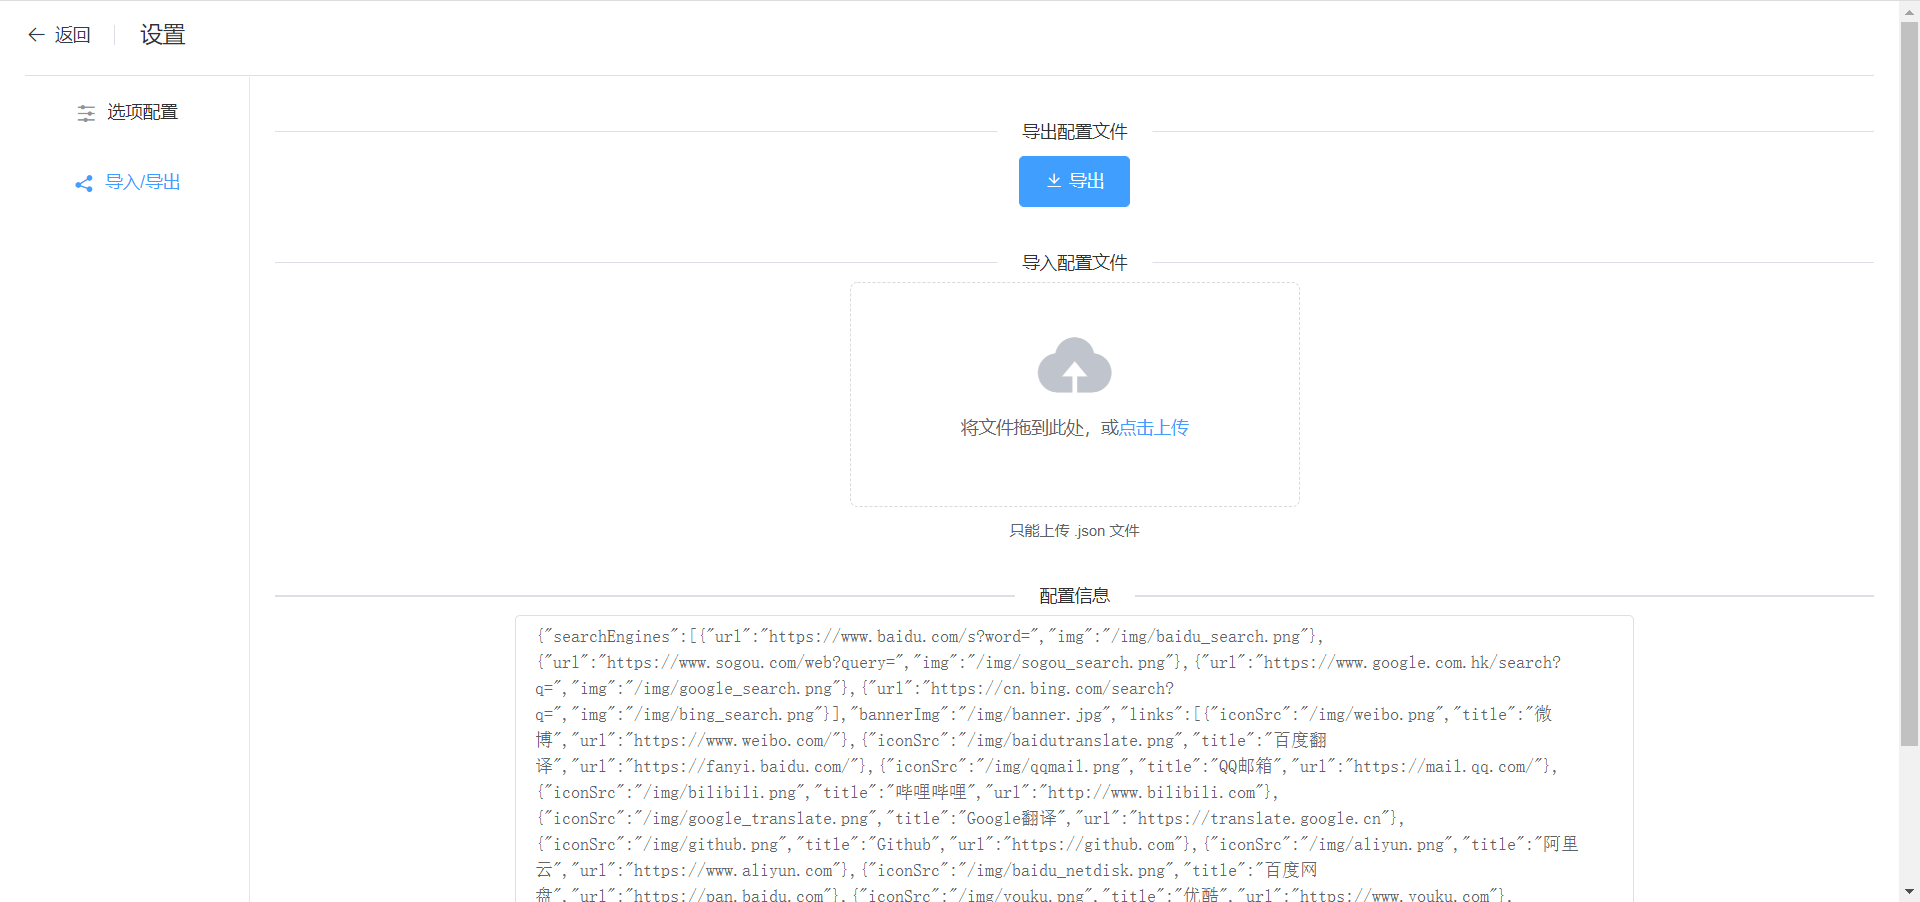 返回
设置
选项配置
导入/导出
导出配置文件
导出
导入配置文件
将文件拖到此处，或点击上传
只能上传 .json 文件
配置信息
{"searchEngines":[{"url":"https://www.baidu.com/s?word=","img":"/img/baidu_search.png"},
{"url":"https://www.sogou.com/web?query=","img":"/img/sogou_search.png"},{"url":"https://www.google.com.hk/search?
q=","img":"/img/google_search.png"},{"url":"https://cn.bing.com/search?
q=","img":"/img/bing_search.png"}],"bannerImg":"/img/banner.jpg","links":[{"iconSrc":"/img/weibo.png","title":"微
博","url":"https://www.weibo.com/"},{"iconSrc":"/img/baidutranslate.png","title":"百度翻
译","url":"https://fanyi.baidu.com/"},{"iconSrc":"/img/qqmail.png","title":"QQ邮箱","url":"https://mail.qq.com/"},
{"iconSrc":"/img/bilibili.png","title":"哔哩哔哩","url":"http://www.bilibili.com"},
{"iconSrc":"/img/google_translate.png","title":"Google翻译","url":"https://translate.google.cn"},
{"iconSrc":"/img/github.png","title":"Github","url":"https://github.com"},{"iconSrc":"/img/aliyun.png","title":"阿里
云","url":"https://www.aliyun.com"},{"iconSrc":"/img/baidu_netdisk.png","title":"百度网
盘","url":"https://pan.baidu.com"},{"iconSrc":"/img/youku.png","title":"优酷","url":"https://www.youku.com"},